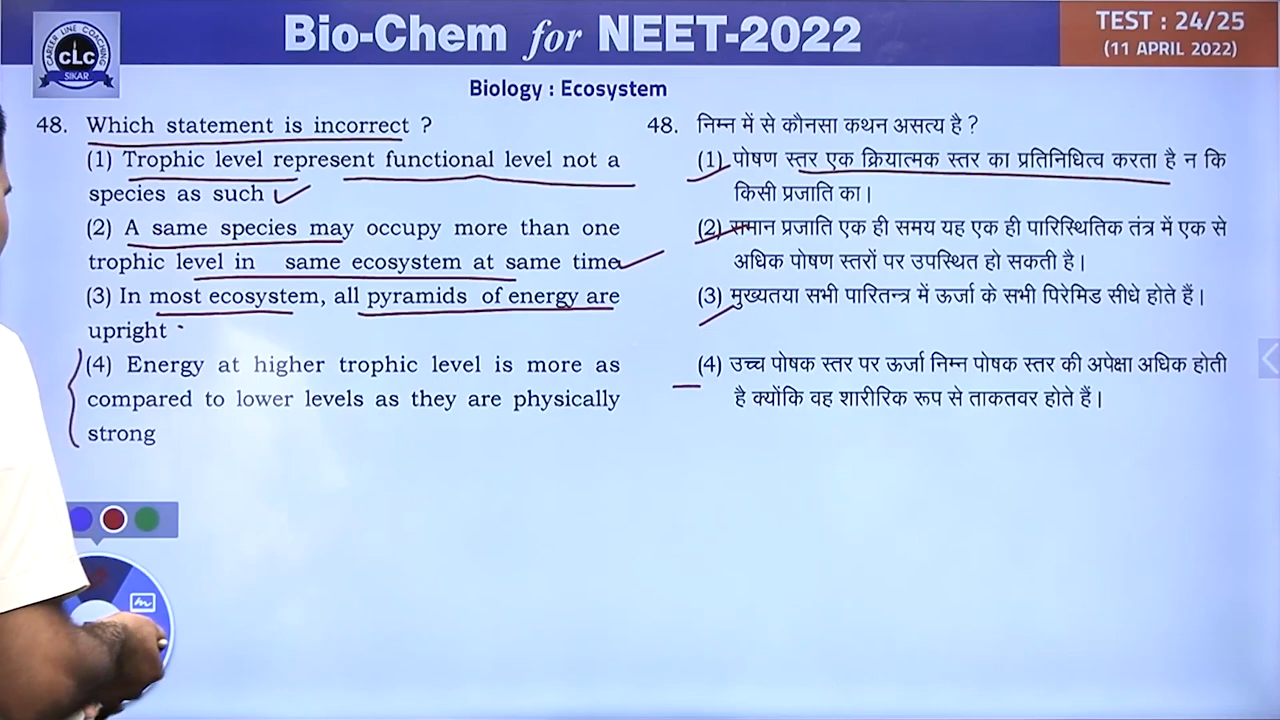 Bio-Chem for NEET-2022
TEST : 24/25
(11 APRIL 2022)
CAREER LINE COACHING
CLC
SIKAR
Biology : Ecosystem
48. Which statement is incorrect ?
(1) Trophic level represent functional level not a
species as such
(2) A same species may occupy more than one
trophic level in same ecosystem at same time
(3) In most ecosystem, all pyramids of energy are
upright
(4) Energy at higher trophic level is more as
compared to lower levels as they are physically
strong
48. निम्न में से कौनसा कथन असत्य है ?
(1) पोषण स्तर एक क्रियात्मक स्तर का प्रतिनिधित्व करता है न कि
किसी प्रजाति का।
(2) समान प्रजाति एक ही समय यह एक ही पारिस्थितिक तंत्र में एक से
अधिक पोषण स्तरों पर उपस्थित हो सकती है।
(3) मुख्यतया सभी पारितन्त्र में ऊर्जा के सभी पिरेमिड सीधे होते हैं।
(4) उच्च पोषक स्तर पर ऊर्जा निम्न पोषक स्तर की अपेक्षा अधिक होती
है क्योंकि वह शारीरिक रूप से ताकतवर होते हैं।